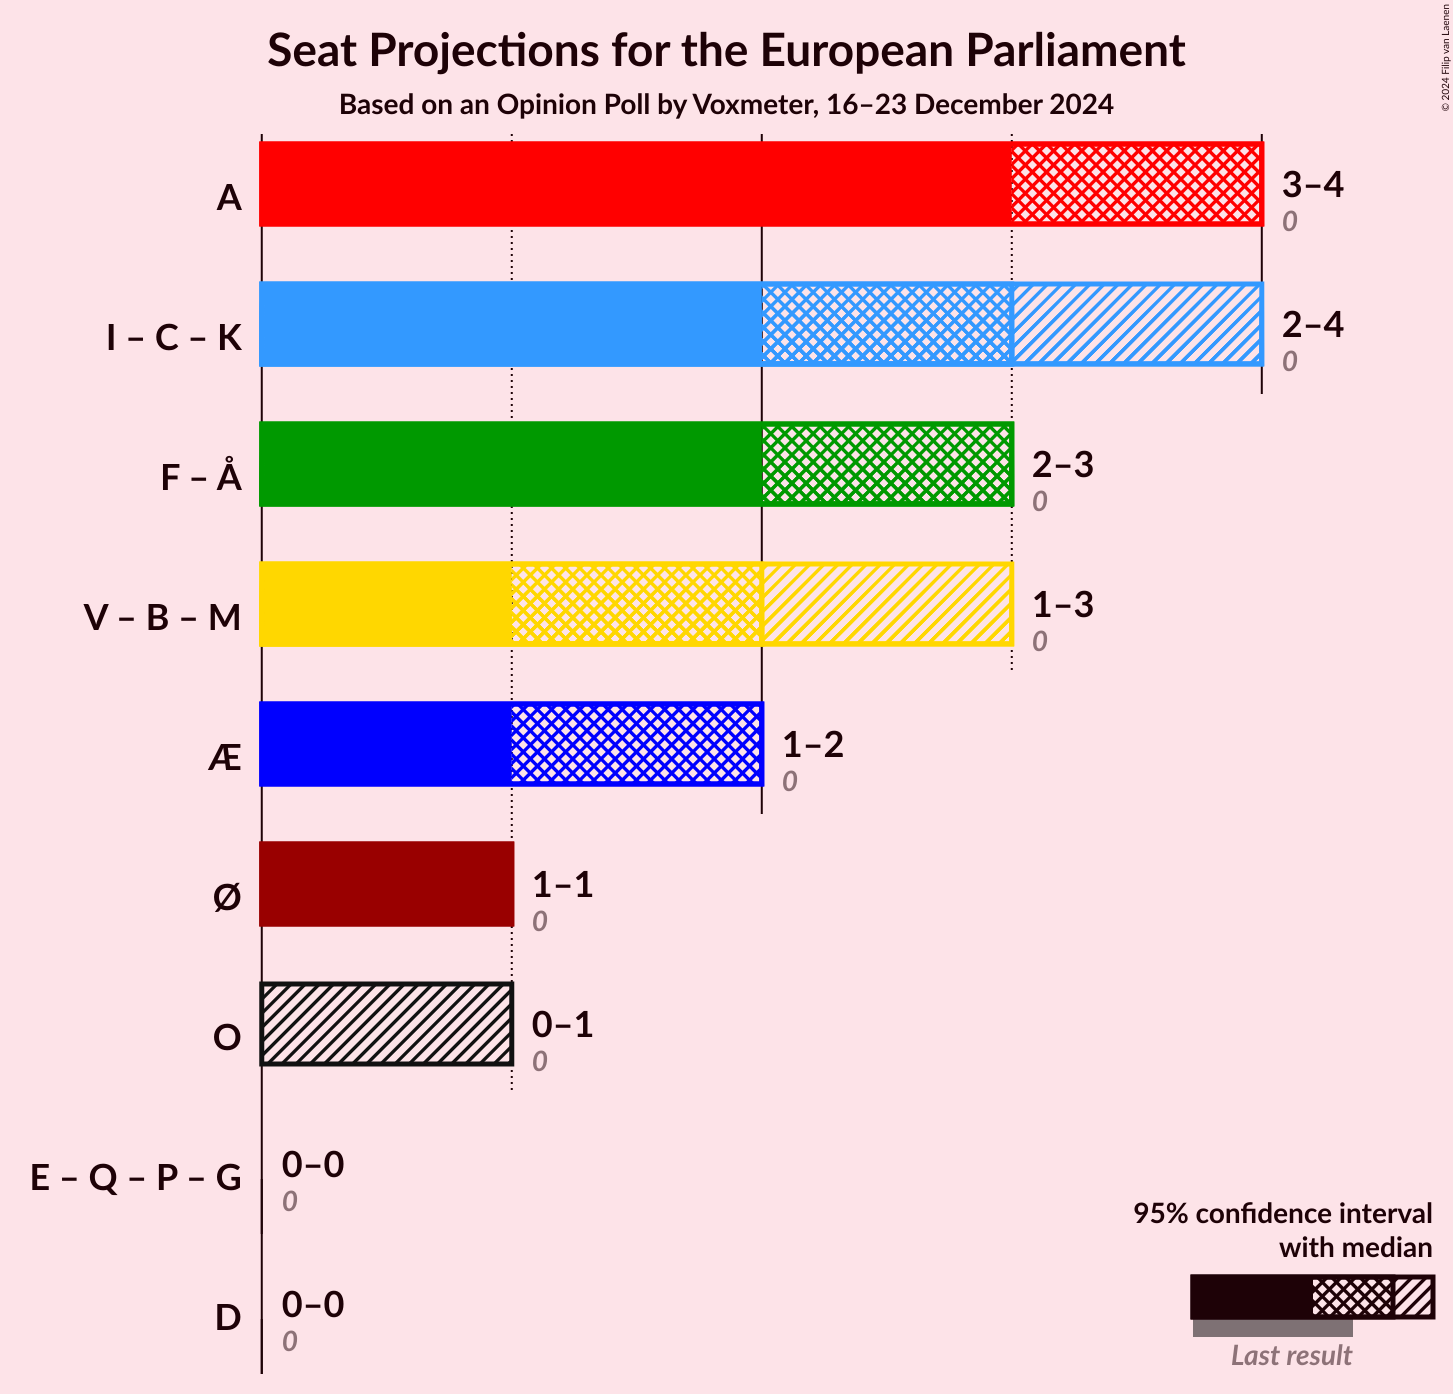 Seat Projections for the European Parliament
Based on an Opinion Poll by Voxmeter, 16–23 December 2024
© 2024 Filip van Laenen
A
3–4
0
I – C – K
2–4
0
F – Å
2–3
0
V – B – M
1–3
0
Æ
1–2
0
Ø
1–1
0
O
0–1
0
E – Q – P – G
0–0
0
D
0–0
0
95% confidence interval
with median
Last result